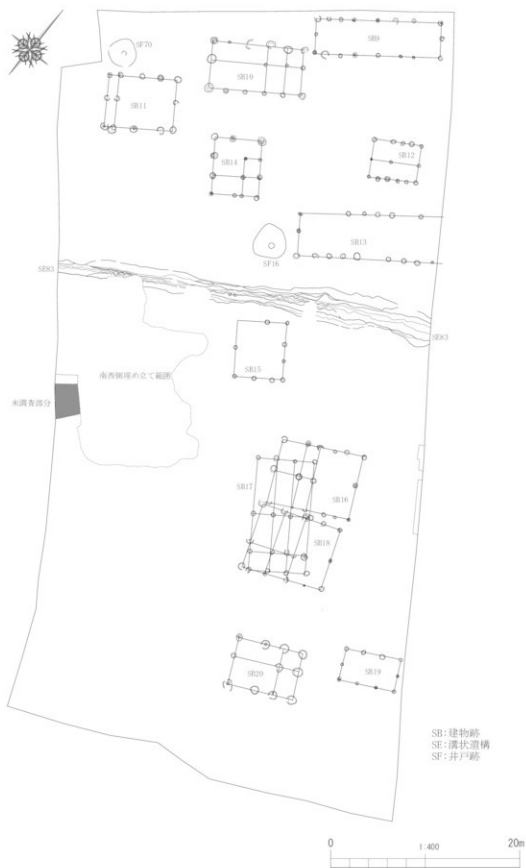 SF70
SB9
SB10
SB11
SB12
SB14
SB13
SF16
SE83
SE83
SB15
南西側埋め立て範囲
未調査部分
SB16
SB17
SB18
SB19
SB20
SB：建物跡
SE：溝状遺構
SF：井戸跡
0 1:400 20m